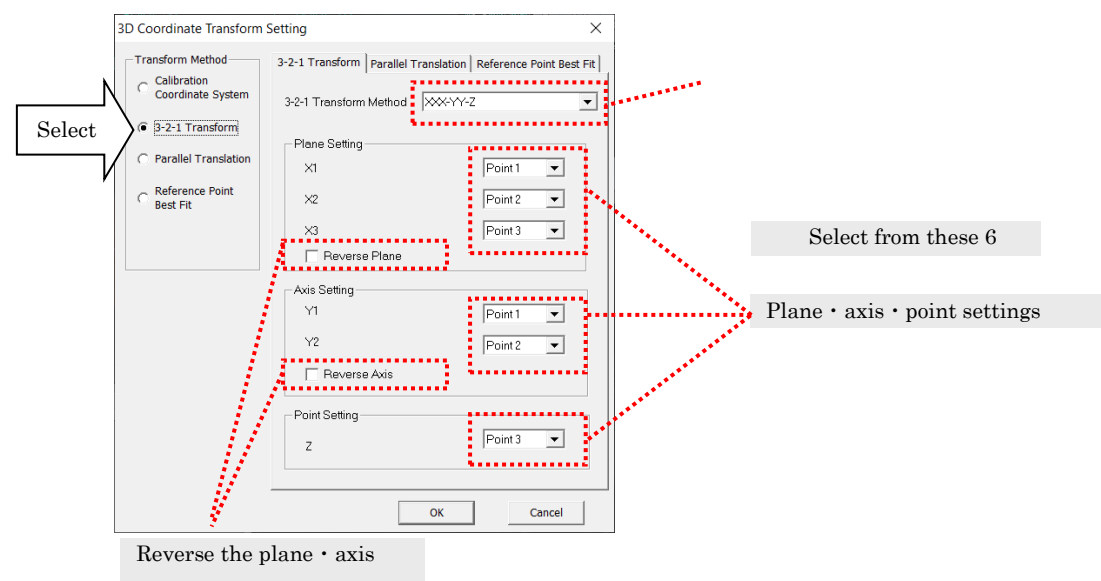 3D Coordinate Transform Setting
Transform Method
Calibration
Coordinate System
3-2-1 Transform
Parallel Translation
Reference Point
Best Fit
Select
3-2-1 Transform Parallel Translation Reference Point Best Fit
3-2-1 Transform Method XXX-YY-Z
Plane Setting
X1 Point 1
X2 Point 2
X3 Point 3
Reverse Plane
Axis Setting
Y1 Point 1
Y2 Point 2
Reverse Axis
Point Setting
Z Point 3
OK Cancel
Select from these 6
Plane・axis・point settings
Reverse the plane・axis